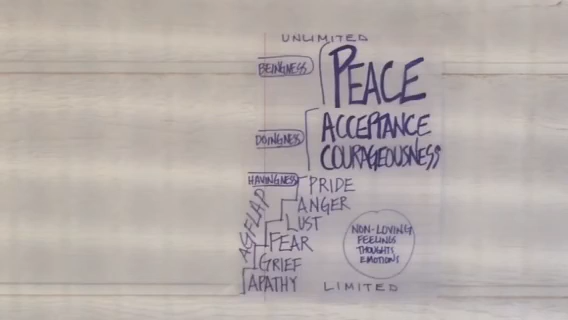 UNLIMITED
BEINGNESS
PEACE
DOINGNESS
ACCEPTANCE
COURAGEOUSNESS
HAVINGNESS
PRIDE
ANGER
LUST
FEAR
GRIEF
APATHY
AGFLAP
NON-LOVING
FEELINGS
THOUGHTS
EMOTIONS
LIMITED